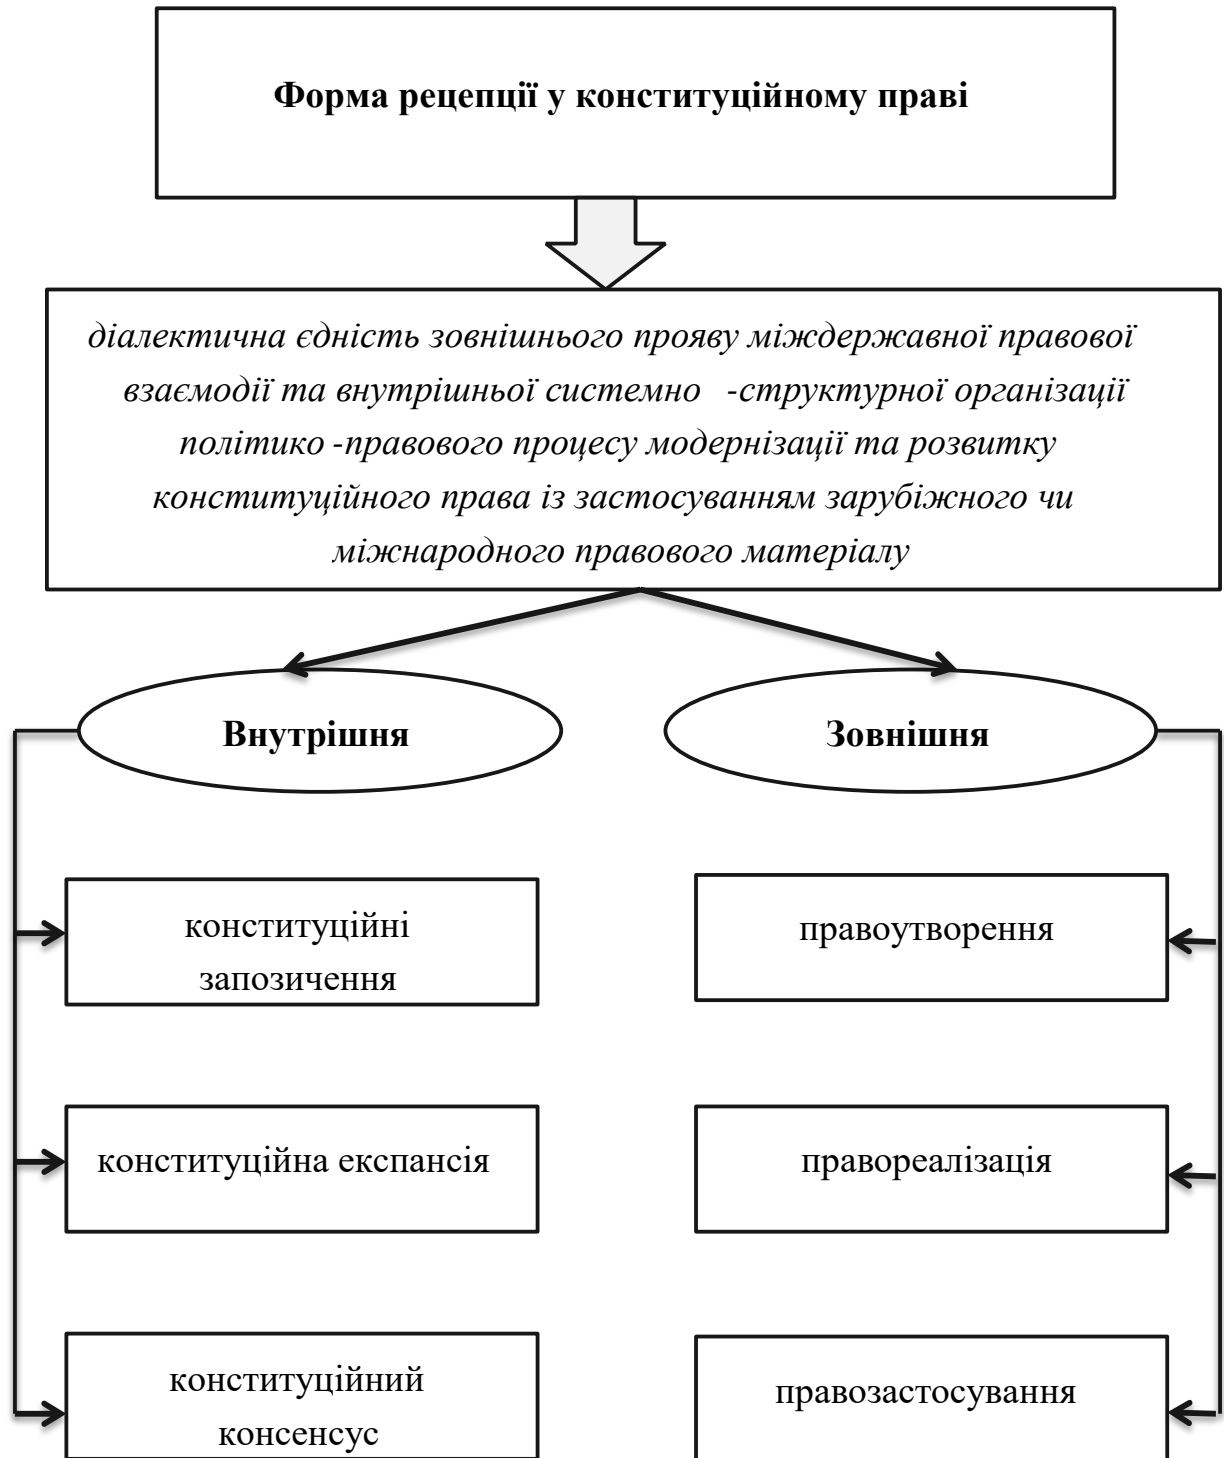 Форма рецепції у конституційному праві
діалектична єдність зовнішнього прояву міждержавної правової
взаємодії та внутрішньої системно -структурної організації
політико -правового процесу модернізації та розвитку
конституційного права із застосуванням зарубіжного чи
міжнародного правового матеріалу
Внутрішня
Зовнішня
конституційні
запозичення
правоутворення
конституційна експансія
правореалізація
конституційний
консенсус
правозастосування